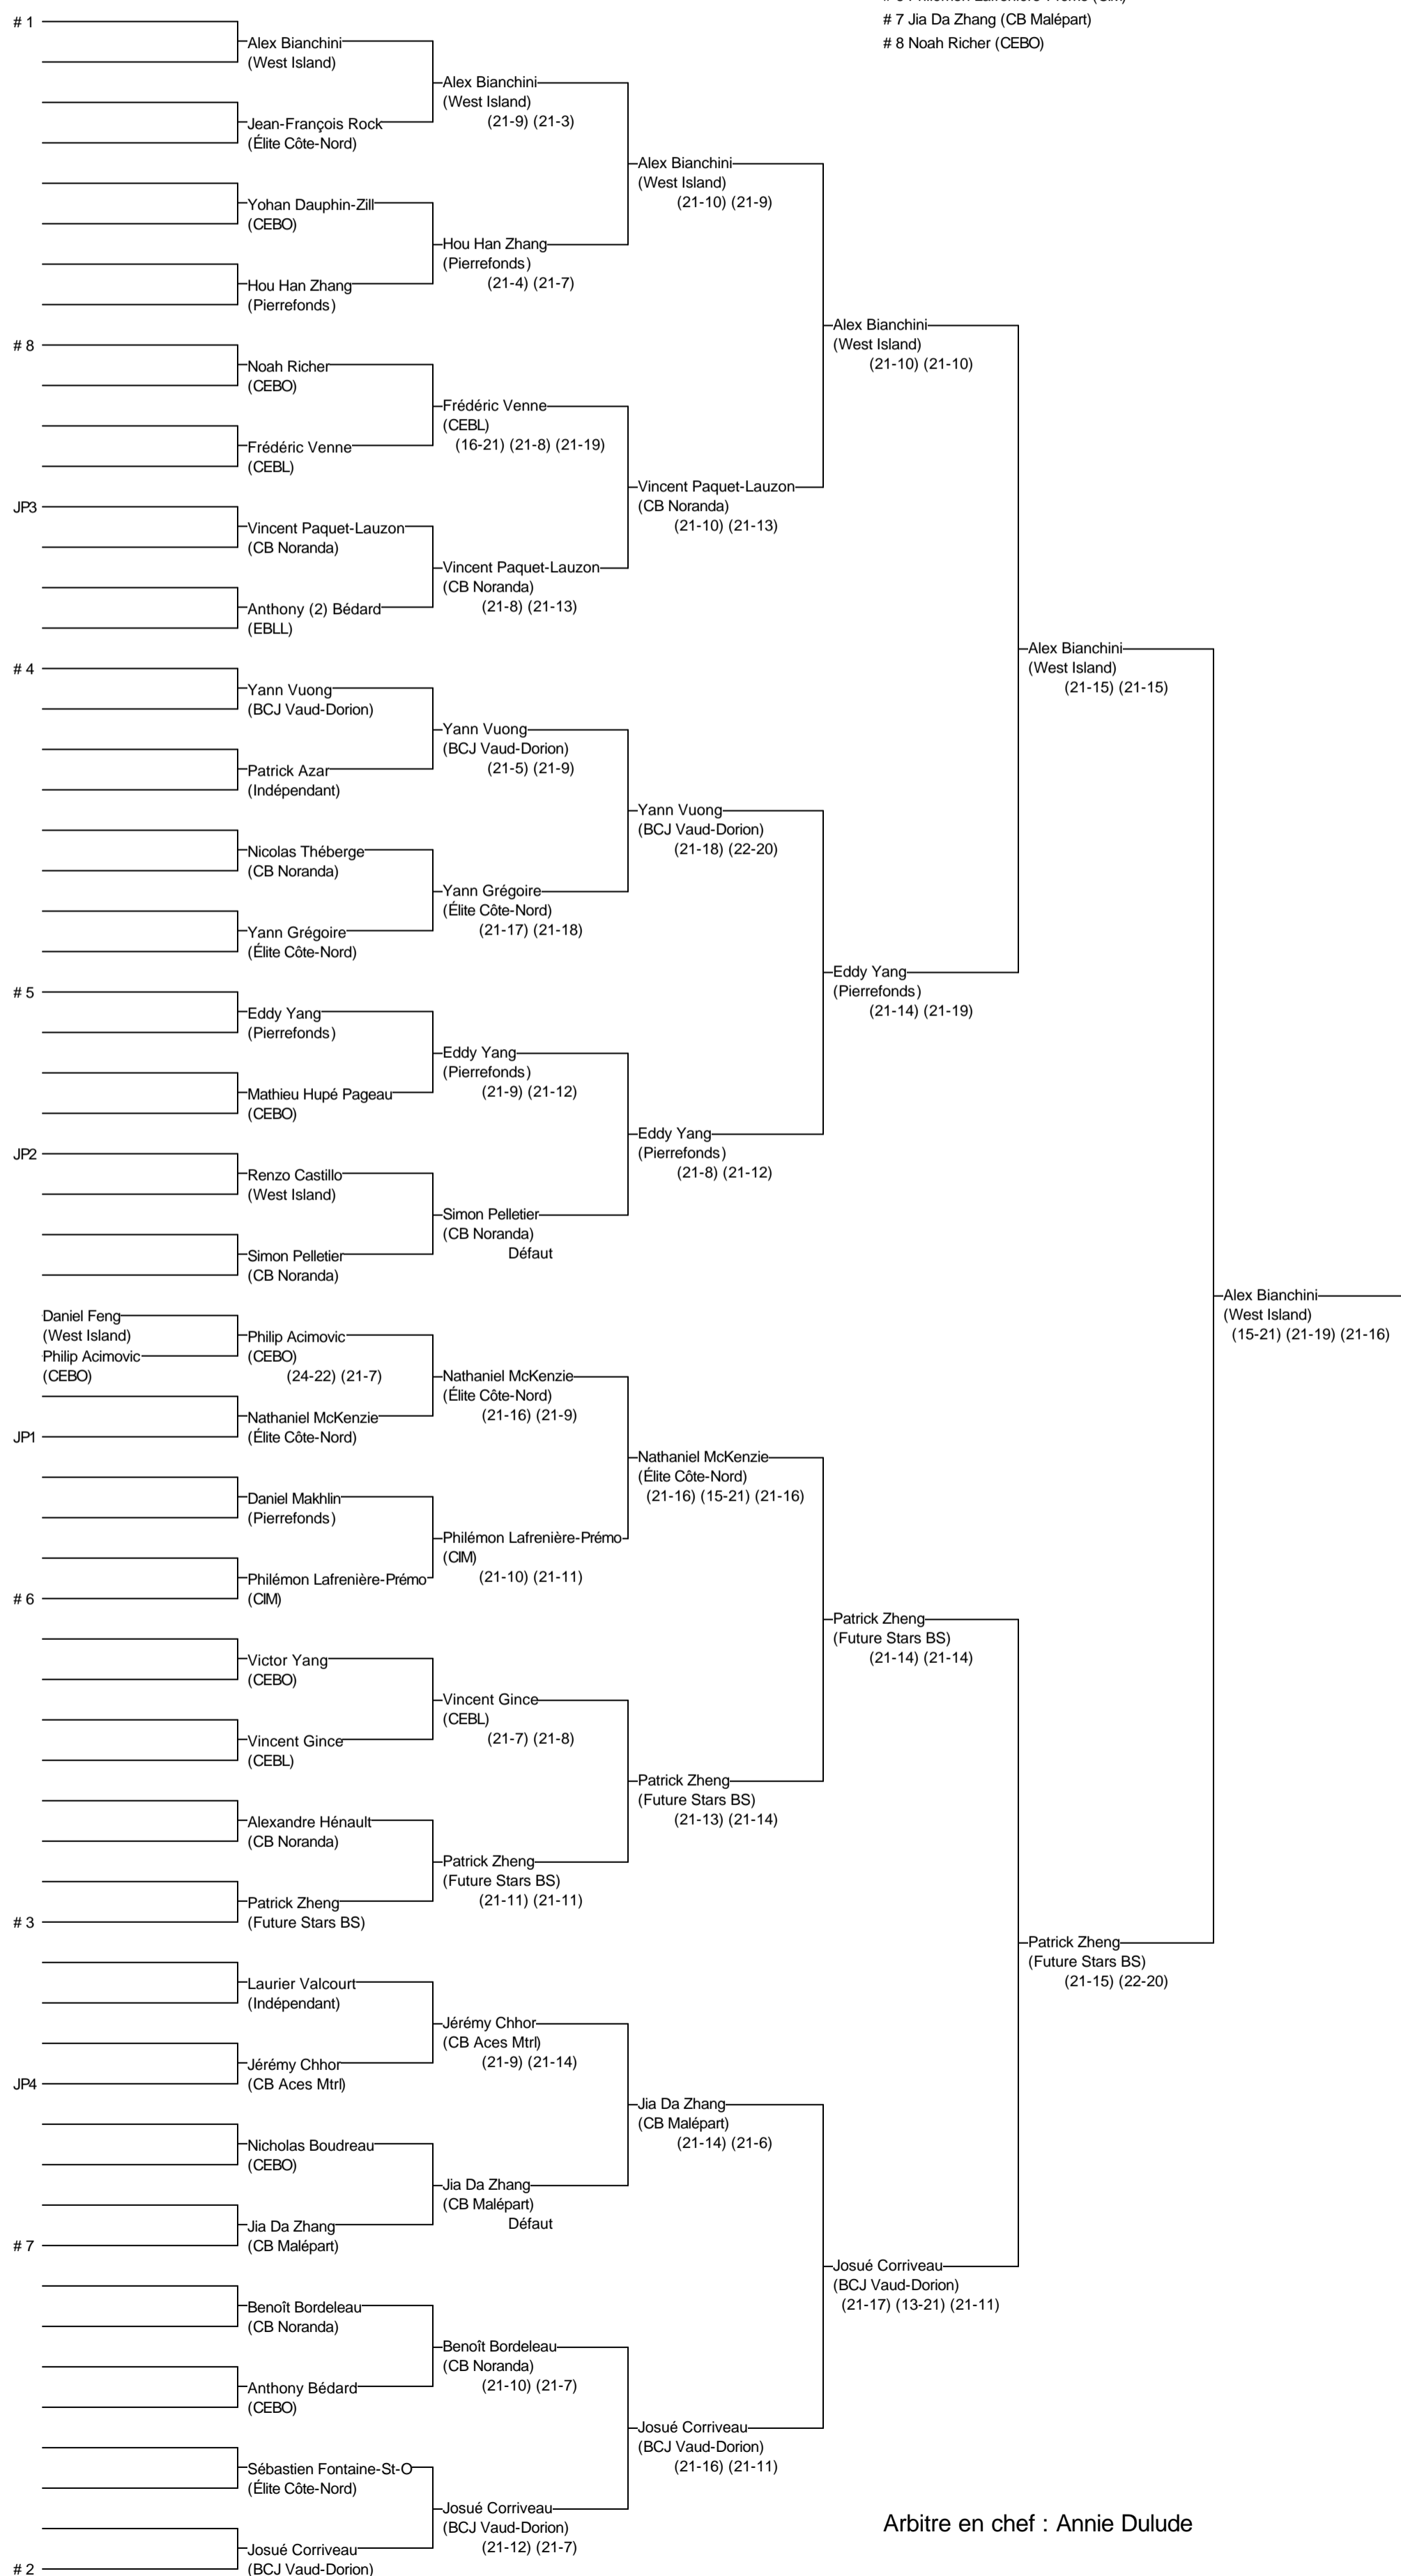 # 7 Jia Da Zhang (CB Malépart)
# 8 Noah Richer (CEBO)
# 1
Alex Bianchini
(West Island)
Jean-François Rock
(Élite Côte-Nord)
Yohan Dauphin-Zill
(CEBO)
Hou Han Zhang
(Pierrefonds)
# 8
Noah Richer
(CEBO)
Frédéric Venne
(CEBL)
JP3
Vincent Paquet-Lauzon
(CB Noranda)
Anthony (2) Bédard
(EBLL)
# 4
Yann Vuong
(BCJ Vaud-Dorion)
Patrick Azar
(Indépendant)
Nicolas Théberge
(CB Noranda)
Yann Grégoire
(Élite Côte-Nord)
# 5
Eddy Yang
(Pierrefonds)
Mathieu Hupé Pageau
(CEBO)
JP2
Renzo Castillo
(West Island)
Simon Pelletier
(CB Noranda)
Daniel Feng
(West Island)
Philip Acimovic
(CEBO)
Philip Acimovic
(CEBO)
(24-22) (21-7)
Nathaniel McKenzie
(Élite Côte-Nord)
JP1
Daniel Makhlin
(Pierrefonds)
Philémon Lafrenière-Prémo
(CIM)
# 6
Victor Yang
(CEBO)
Vincent Gince
(CEBL)
Alexandre Hénault
(CB Noranda)
Patrick Zheng
(Future Stars BS)
# 3
Laurier Valcourt
(Indépendant)
Jérémy Chhor
(CB Aces Mtrl)
JP4
Nicholas Boudreau
(CEBO)
Jia Da Zhang
(CB Malépart)
# 7
Benoît Bordeleau
(CB Noranda)
Anthony Bédard
(CEBO)
Sébastien Fontaine-St-O
(Élite Côte-Nord)
Josué Corriveau
(BCJ Vaud-Dorion)
# 2
Alex Bianchini
(West Island)
(21-9) (21-3)
Hou Han Zhang
(Pierrefonds)
(21-4) (21-7)
Frédéric Venne
(CEBL)
(16-21) (21-8) (21-19)
Vincent Paquet-Lauzon
(CB Noranda)
(21-8) (21-13)
Yann Vuong
(BCJ Vaud-Dorion)
(21-5) (21-9)
Yann Grégoire
(Élite Côte-Nord)
(21-17) (21-18)
Eddy Yang
(Pierrefonds)
(21-9) (21-12)
Simon Pelletier
(CB Noranda)
Défaut
Nathaniel McKenzie
(Élite Côte-Nord)
(21-16) (21-9)
Philémon Lafrenière-Prémo
(CIM)
(21-10) (21-11)
Vincent Gince
(CEBL)
(21-7) (21-8)
Patrick Zheng
(Future Stars BS)
(21-11) (21-11)
Jérémy Chhor
(CB Aces Mtrl)
(21-9) (21-14)
Jia Da Zhang
(CB Malépart)
Défaut
Benoît Bordeleau
(CB Noranda)
(21-10) (21-7)
Josué Corriveau
(BCJ Vaud-Dorion)
(21-12) (21-7)
Alex Bianchini
(West Island)
(21-10) (21-9)
Vincent Paquet-Lauzon
(CB Noranda)
(21-10) (21-13)
Yann Vuong
(BCJ Vaud-Dorion)
(21-18) (22-20)
Eddy Yang
(Pierrefonds)
(21-8) (21-12)
Nathaniel McKenzie
(Élite Côte-Nord)
(21-16) (15-21) (21-16)
Patrick Zheng
(Future Stars BS)
(21-13) (21-14)
Jia Da Zhang
(CB Malépart)
(21-14) (21-6)
Josué Corriveau
(BCJ Vaud-Dorion)
(21-16) (21-11)
Alex Bianchini
(West Island)
(21-10) (21-10)
Eddy Yang
(Pierrefonds)
(21-14) (21-19)
Patrick Zheng
(Future Stars BS)
(21-14) (21-14)
Josué Corriveau
(BCJ Vaud-Dorion)
(21-17) (13-21) (21-11)
Alex Bianchini
(West Island)
(21-15) (21-15)
Patrick Zheng
(Future Stars BS)
(21-15) (22-20)
Alex Bianchini
(West Island)
(15-21) (21-19) (21-16)
Arbitre en chef : Annie Dulude